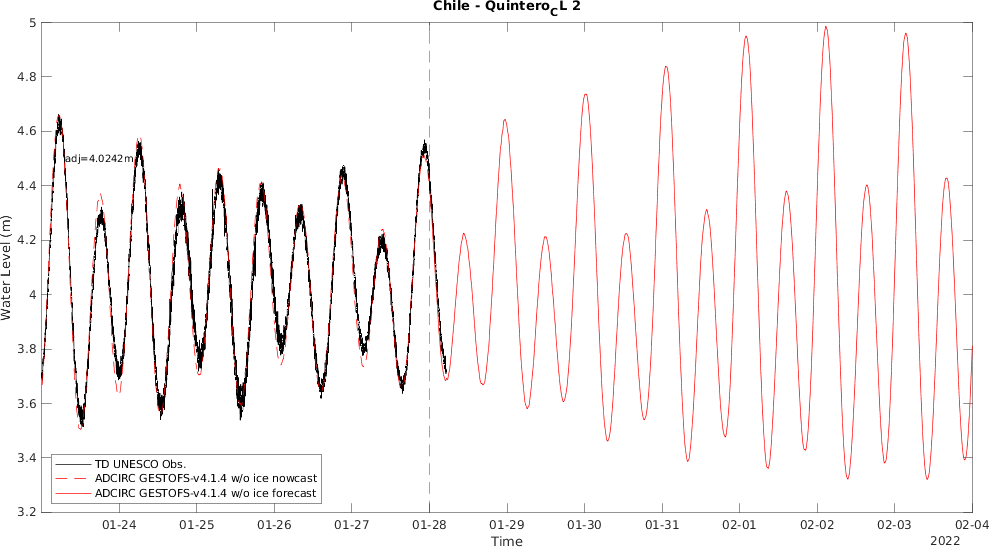 Chile - Quintero_C L 2
5
4.8
4.6
4.4
4.2
4
3.8
3.6
3.4
3.2
Water Level (m)
adj=4.0242m
TD UNESCO Obs.
ADCIRC GESTOFS-v4.1.4 w/o ice nowcast
ADCIRC GESTOFS-v4.1.4 w/o ice forecast
01-24 01-25 01-26 01-27 01-28 01-29 01-30 01-31 02-01 02-02 02-03 02-04
Time
2022